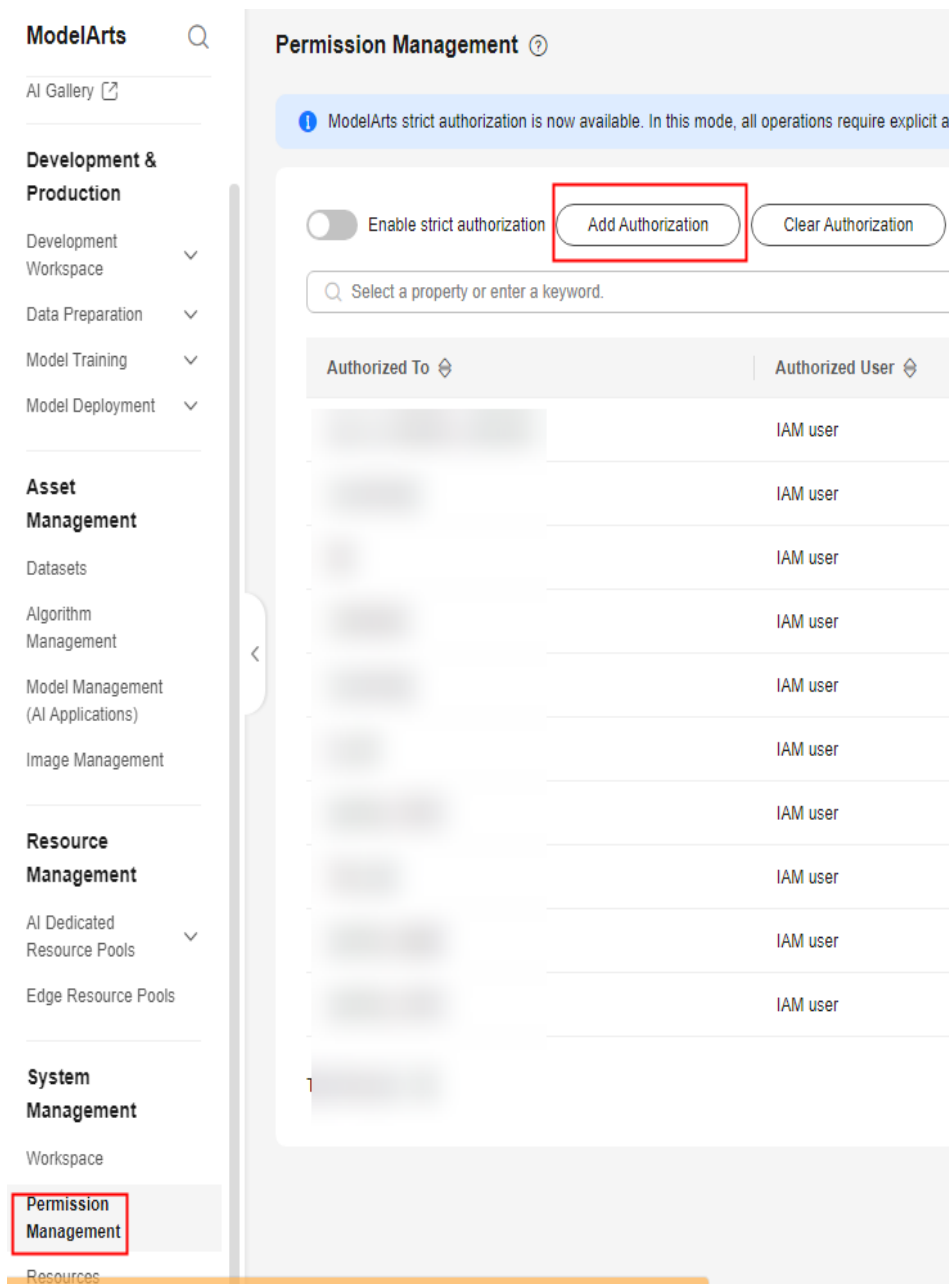 ModelArts
AI Gallery
Development &
Production
Development
Workspace
Data Preparation
Model Training
Model Deployment
Asset
Management
Datasets
Algorithm
Management
Model Management
(AI Applications)
Image Management
Resource
Management
AI Dedicated
Resource Pools
Edge Resource Pools
System
Management
Workspace
Permission
Management
Resources
Permission Management
ModelArts strict authorization is now available. In this mode, all operations require explicit a
Enable strict authorization Add Authorization Clear Authorization
Select a property or enter a keyword.
Authorized To Authorized User
IAM user
IAM user
IAM user
IAM user
IAM user
IAM user
IAM user
IAM user
IAM user
IAM user